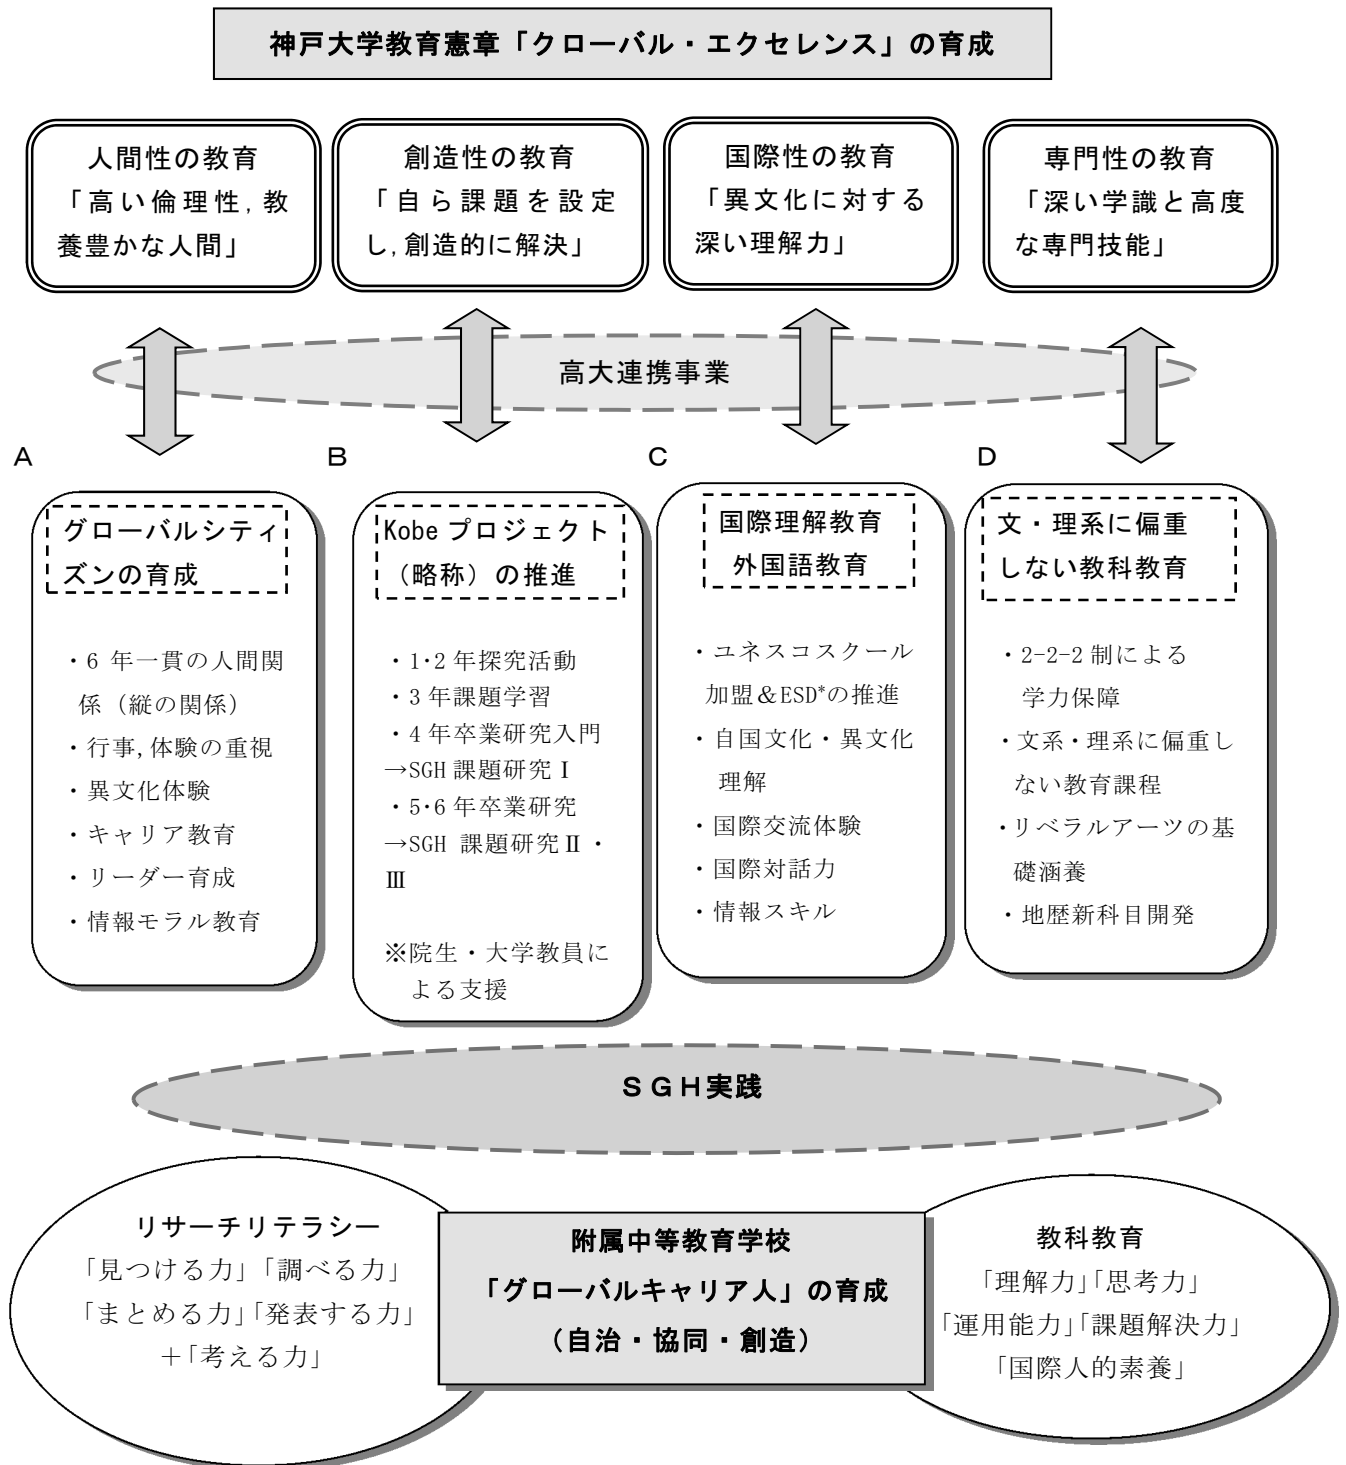 神戸大学教育憲章「クローバル・エクセレンス」の育成
人間性の教育
「高い倫理性,教
養豊かな人間」
創造性の教育
「自ら課題を設定
し,創造的に解決」
国際性の教育
「異文化に対する
深い理解力」
専門性の教育
「深い学識と高度
な専門技能」
高大連携事業
A
グローバルシティ
ズンの育成
・6 年一貫の人間関
係（縦の関係）
・行事,体験の重視
・異文化体験
・キャリア教育
・リーダー育成
・情報モラル教育
B
Kobe プロジェクト
（略称）の推進
・1･2 年探究活動
・3 年課題学習
・4 年卒業研究入門
→SGH 課題研究Ⅰ
・5･6 年卒業研究
→SGH 課題研究Ⅱ・
Ⅲ
※院生・大学教員に
よる支援
C
国際理解教育
外国語教育
・ユネスコスクール
加盟＆ESD*の推進
・自国文化・異文化
理解
・国際交流体験
・国際対話力
・情報スキル
D
文・理系に偏重
しない教科教育
・2-2-2 制による
学力保障
・文系・理系に偏重し
ない教育課程
・リベラルアーツの基
礎涵養
・地歴新科目開発
ＳＧＨ実践
リサーチリテラシー
「見つける力」「調べる力」
「まとめる力」「発表する力」
＋「考える力」
附属中等教育学校
「グローバルキャリア人」の育成
（自治・協同・創造）
教科教育
「理解力」「思考力」
「運用能力」「課題解決力」
「国際人的素養」